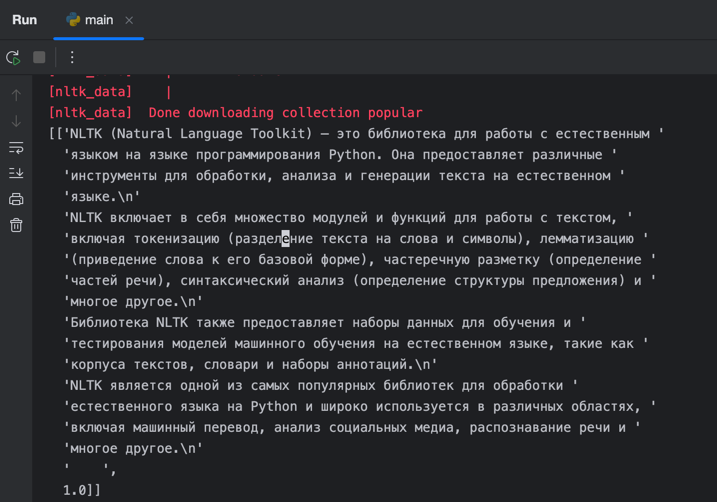 Run main
[nltk_data]    |
[nltk_data]  Done downloading collection popular
[['NLTK (Natural Language Toolkit) — это библиотека для работы с естественным '
'языком на языке программирования Python. Она предоставляет различные '
'инструменты для обработки, анализа и генерации текста на естественном '
'языке.\n'
'NLTK включает в себя множество модулей и функций для работы с текстом, '
'включая токенизацию (разделение текста на слова и символы), лемматизацию '
'(приведение слова к его базовой форме), частеречную разметку (определение '
'частей речи), синтаксический анализ (определение структуры предложения) и '
'многое другое.\n'
'Библиотека NLTK также предоставляет наборы данных для обучения и '
'тестирования моделей машинного обучения на естественном языке, такие как '
'корпуса текстов, словари и наборы аннотаций.\n'
'NLTK является одной из самых популярных библиотек для обработки '
'естественного языка на Python и широко используется в различных областях, '
'включая машинный перевод, анализ социальных медиа, распознавание речи и '
'многое другое.\n'
'    ',
1.0]]